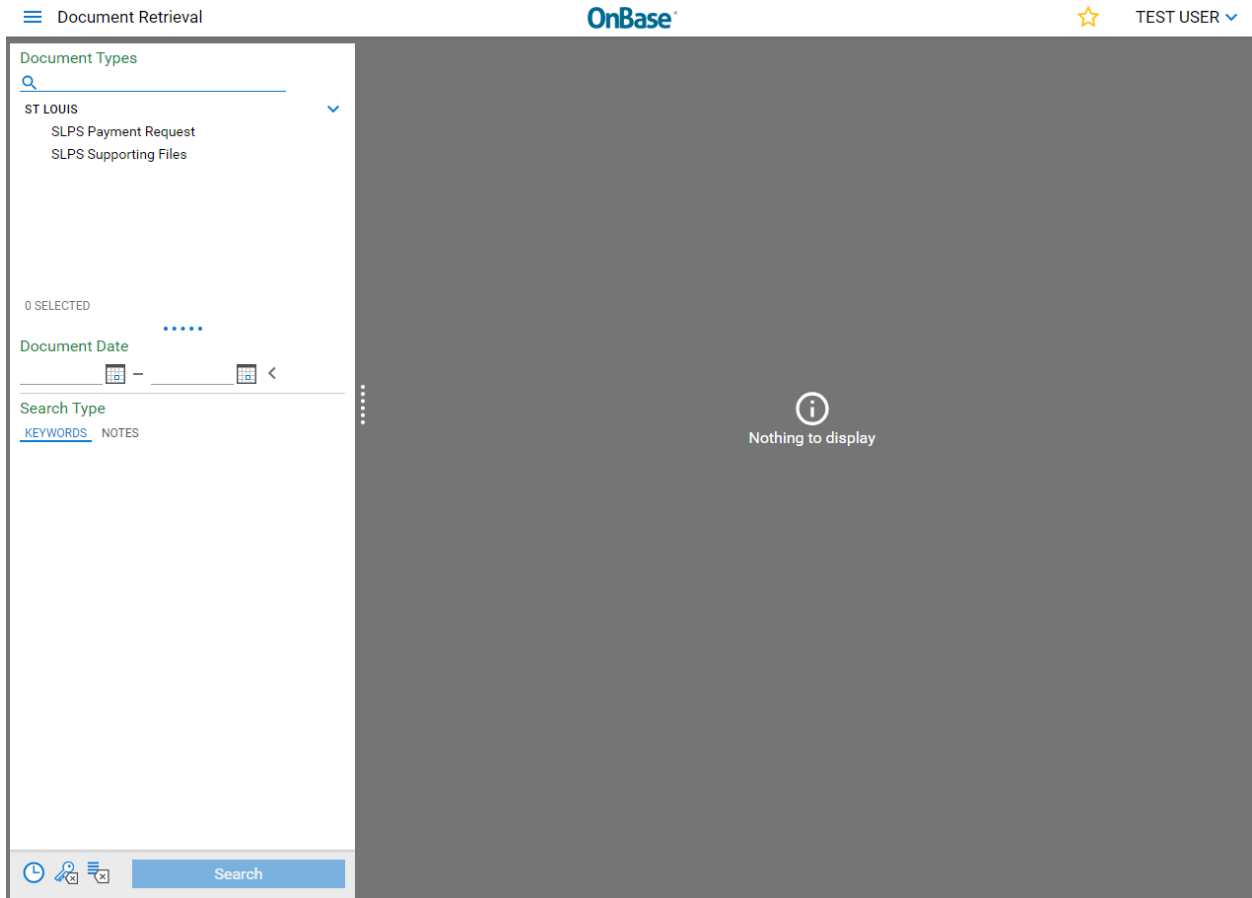 Document Retrieval
OnBase
TEST USER
Document Types
ST LOUIS
SLPS Payment Request
SLPS Supporting Files
0 SELECTED
Document Date
–
Search Type
KEYWORDS NOTES
Nothing to display
Search